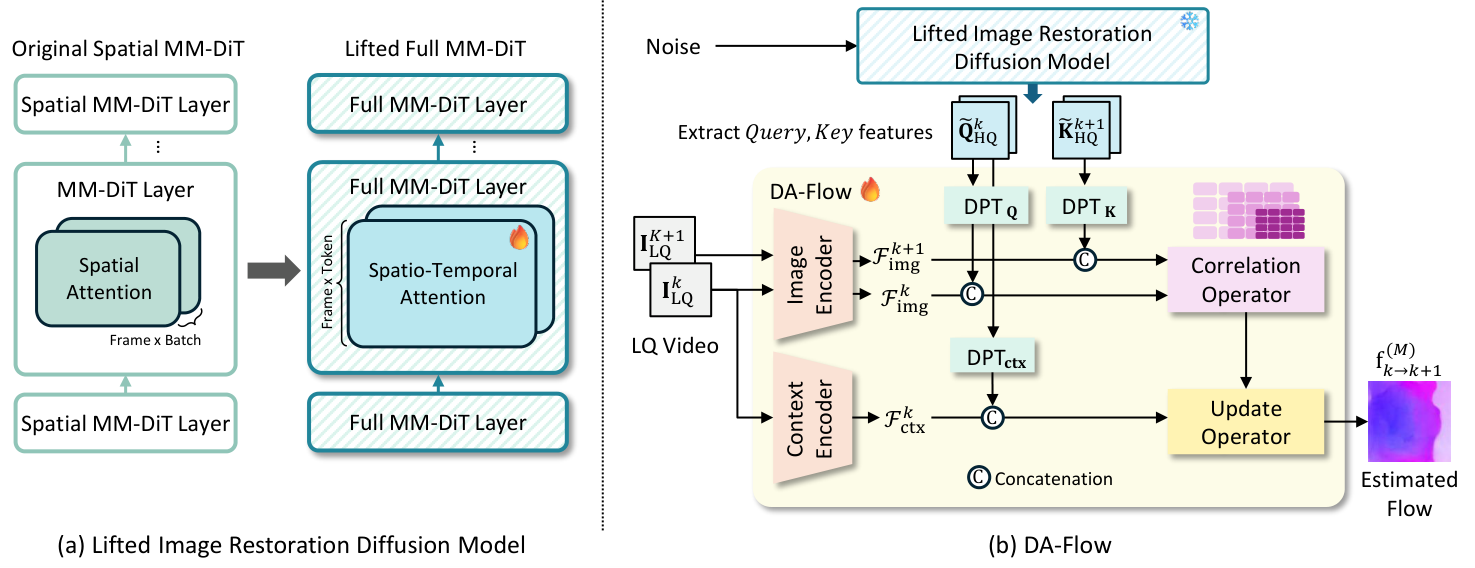 Original Spatial MM-DiT
Spatial MM-DiT Layer
...
MM-DiT Layer
Spatial
Attention
Frame x Batch
Spatial MM-DiT Layer
Lifted Full MM-DiT
Full MM-DiT Layer
...
Full MM-DiT Layer
Frame x Token
Spatio-Temporal
Attention
Full MM-DiT Layer
(a) Lifted Image Restoration Diffusion Model
Noise
Lifted Image Restoration
Diffusion Model
Extract Query, Key features
Q̃ᵏ_HQ
K̃ᵏ⁺¹_HQ
DA-Flow
DPT_Q
DPT_K
I^{K+1}_LQ
I^k_LQ
LQ Video
Image
Encoder
ℱ^{k+1}_img
ℱ^k_img
C
C
Correlation
Operator
DPT_ctx
Context
Encoder
ℱ^k_ctx
C
Update
Operator
f^{(M)}_{k→k+1}
Estimated
Flow
C Concatenation
(b) DA-Flow